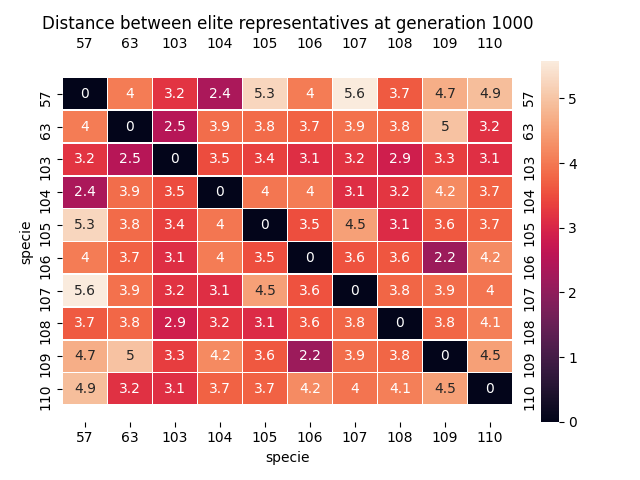 Distance between elite representatives at generation 1000
57 63 103 104 105 106 107 108 109 110
57 0 4 3.2 2.4 5.3 4 5.6 3.7 4.7 4.9 57
63 4 0 2.5 3.9 3.8 3.7 3.9 3.8 5 3.2 63
103 3.2 2.5 0 3.5 3.4 3.1 3.2 2.9 3.3 3.1 103
104 2.4 3.9 3.5 0 4 4 3.1 3.2 4.2 3.7 104
105 5.3 3.8 3.4 4 0 3.5 4.5 3.1 3.6 3.7 105
106 4 3.7 3.1 4 3.5 0 3.6 3.6 2.2 4.2 106
107 5.6 3.9 3.2 3.1 4.5 3.6 0 3.8 3.9 4 107
108 3.7 3.8 2.9 3.2 3.1 3.6 3.8 0 3.8 4.1 108
109 4.7 5 3.3 4.2 3.6 2.2 3.9 3.8 0 4.5 109
110 4.9 3.2 3.1 3.7 3.7 4.2 4 4.1 4.5 0 110
57 63 103 104 105 106 107 108 109 110
specie
specie
5
4
3
2
1
0